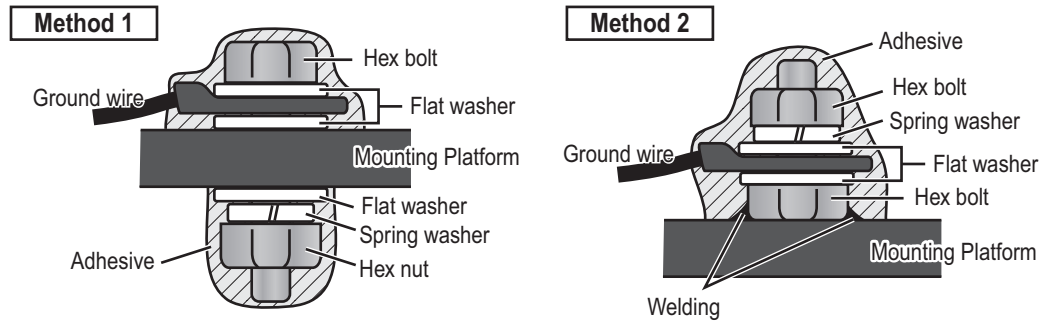 Method 1
Hex bolt
Ground wire
Flat washer
Mounting Platform
Flat washer
Spring washer
Adhesive
Hex nut
Method 2
Adhesive
Hex bolt
Spring washer
Ground wire
Flat washer
Hex bolt
Mounting Platform
Welding